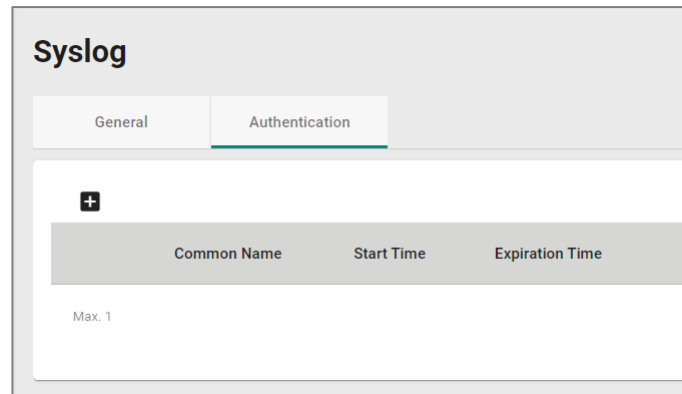 Syslog
General Authentication
Common Name Start Time Expiration Time
Max. 1